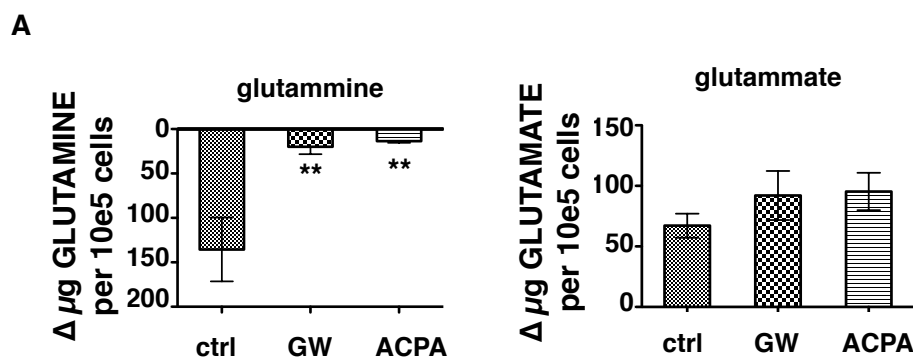 A
glutammine
Δ µg GLUTAMINE
per 10e5 cells
0
50
100
150
200
**
**
ctrl
GW
ACPA
glutammate
Δ µg GLUTAMATE
per 10e5 cells
150
100
50
0
ctrl
GW
ACPA